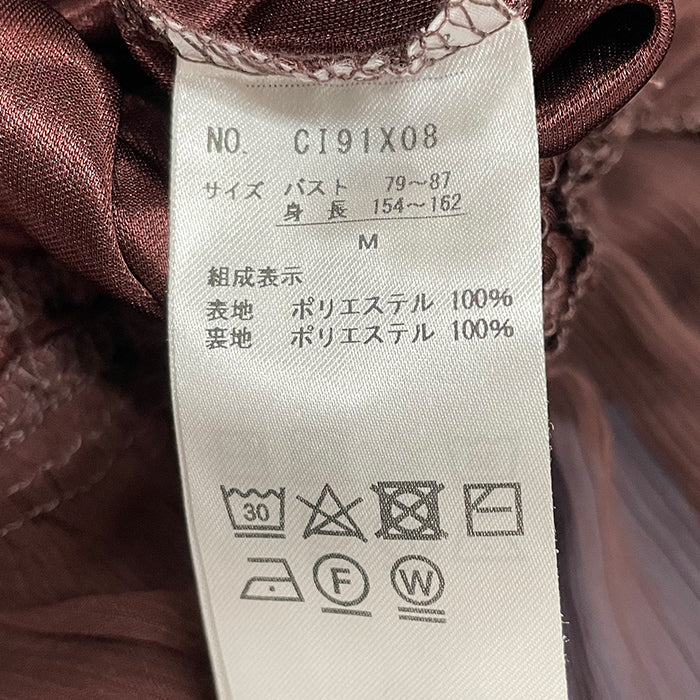 NO. CI91X08
サイズ バスト 79～87
身長 154～162
M
組成表示
表地 ポリエステル 100%
裏地 ポリエステル 100%
30
F W